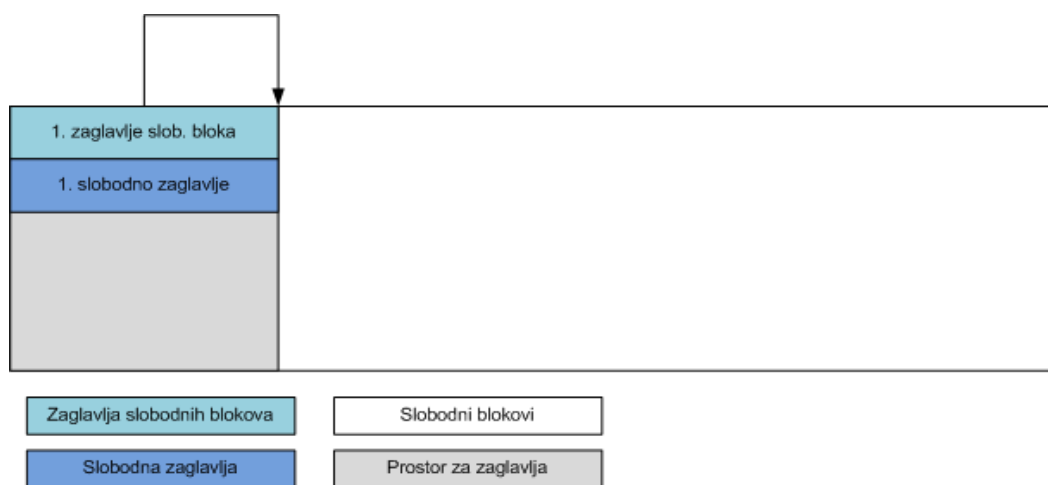 1. zaglavlje slob. bloka
1. slobodno zaglavlje
Zaglavlja slobodnih blokova
Slobodni blokovi
Slobodna zaglavlja
Prostor za zaglavlja